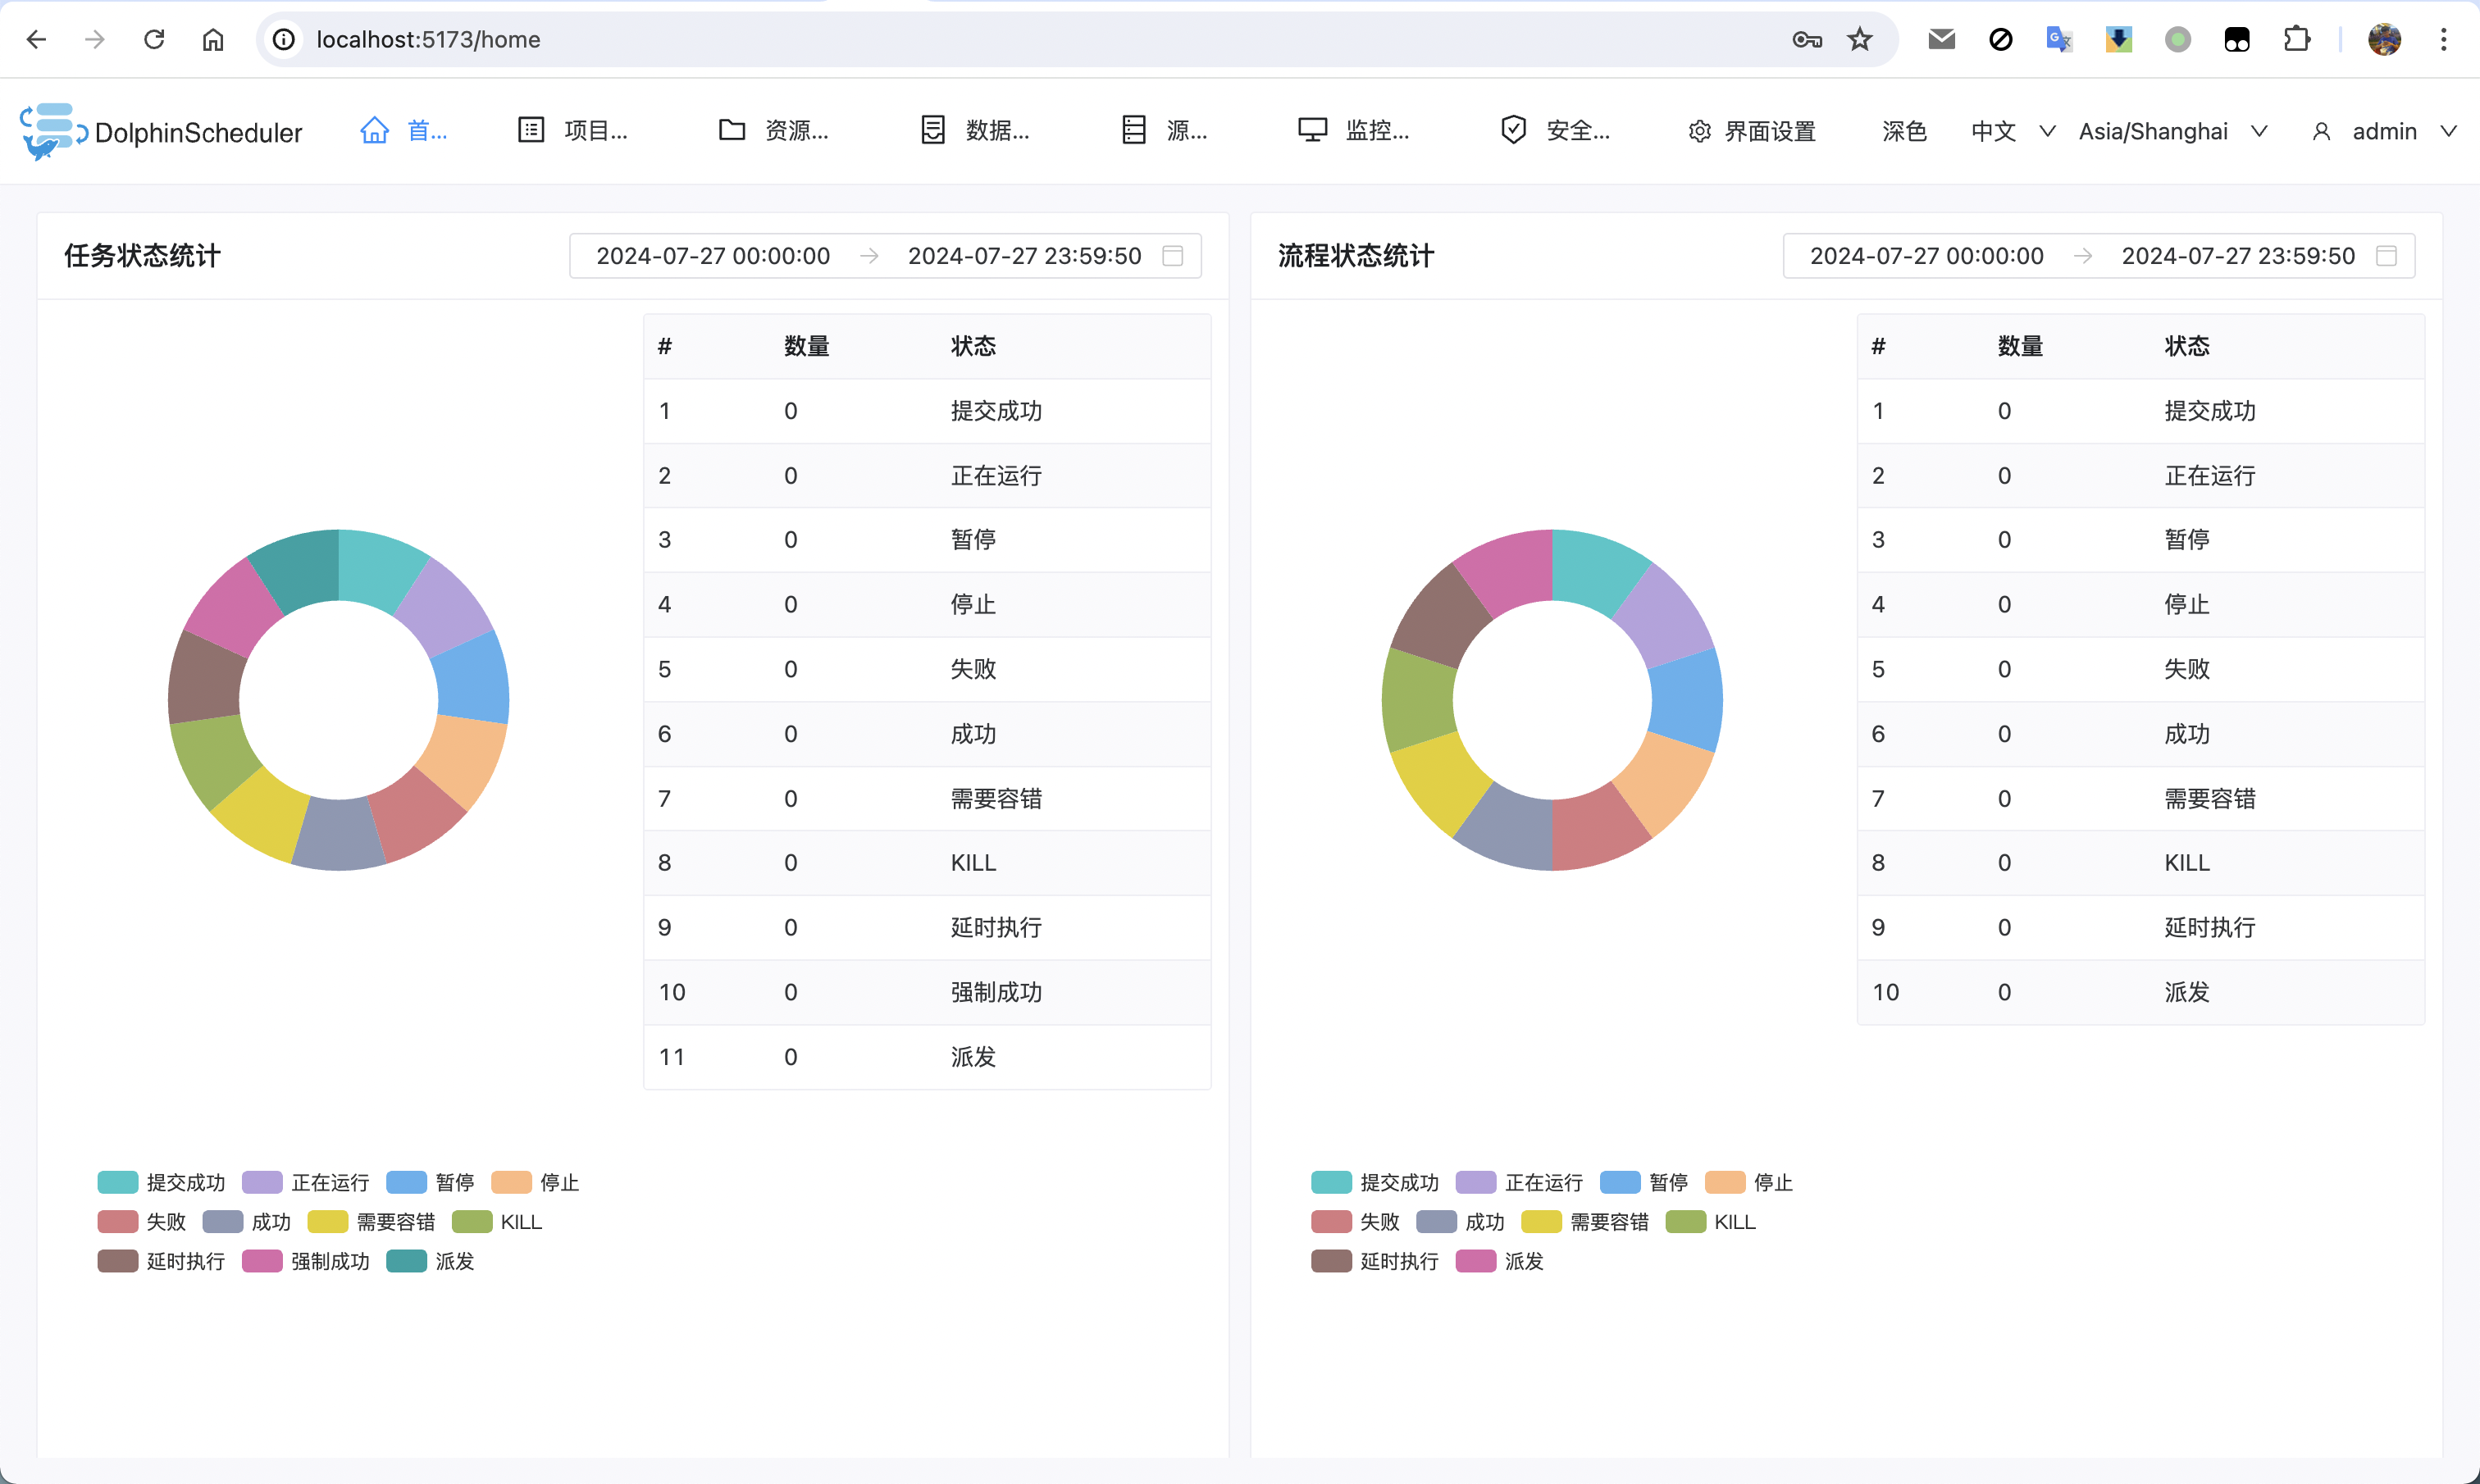 localhost:5173/home
DolphinScheduler 首... 项目... 资源... 数据... 源... 监控... 安全... 界面设置 深色 中文 Asia/Shanghai admin
任务状态统计 2024-07-27 00:00:00 → 2024-07-27 23:59:50
# 数量 状态
1 0 提交成功
2 0 正在运行
3 0 暂停
4 0 停止
5 0 失败
6 0 成功
7 0 需要容错
8 0 KILL
9 0 延时执行
10 0 强制成功
11 0 派发
提交成功 正在运行 暂停 停止
失败 成功 需要容错 KILL
延时执行 强制成功 派发
流程状态统计 2024-07-27 00:00:00 → 2024-07-27 23:59:50
# 数量 状态
1 0 提交成功
2 0 正在运行
3 0 暂停
4 0 停止
5 0 失败
6 0 成功
7 0 需要容错
8 0 KILL
9 0 延时执行
10 0 派发
提交成功 正在运行 暂停 停止
失败 成功 需要容错 KILL
延时执行 派发